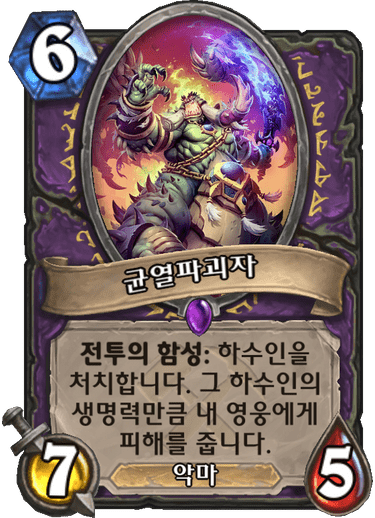 6
균열파괴자
전투의 함성: 하수인을
처치합니다. 그 하수인의
생명력만큼 내 영웅에게
피해를 줍니다.
악마
7
5